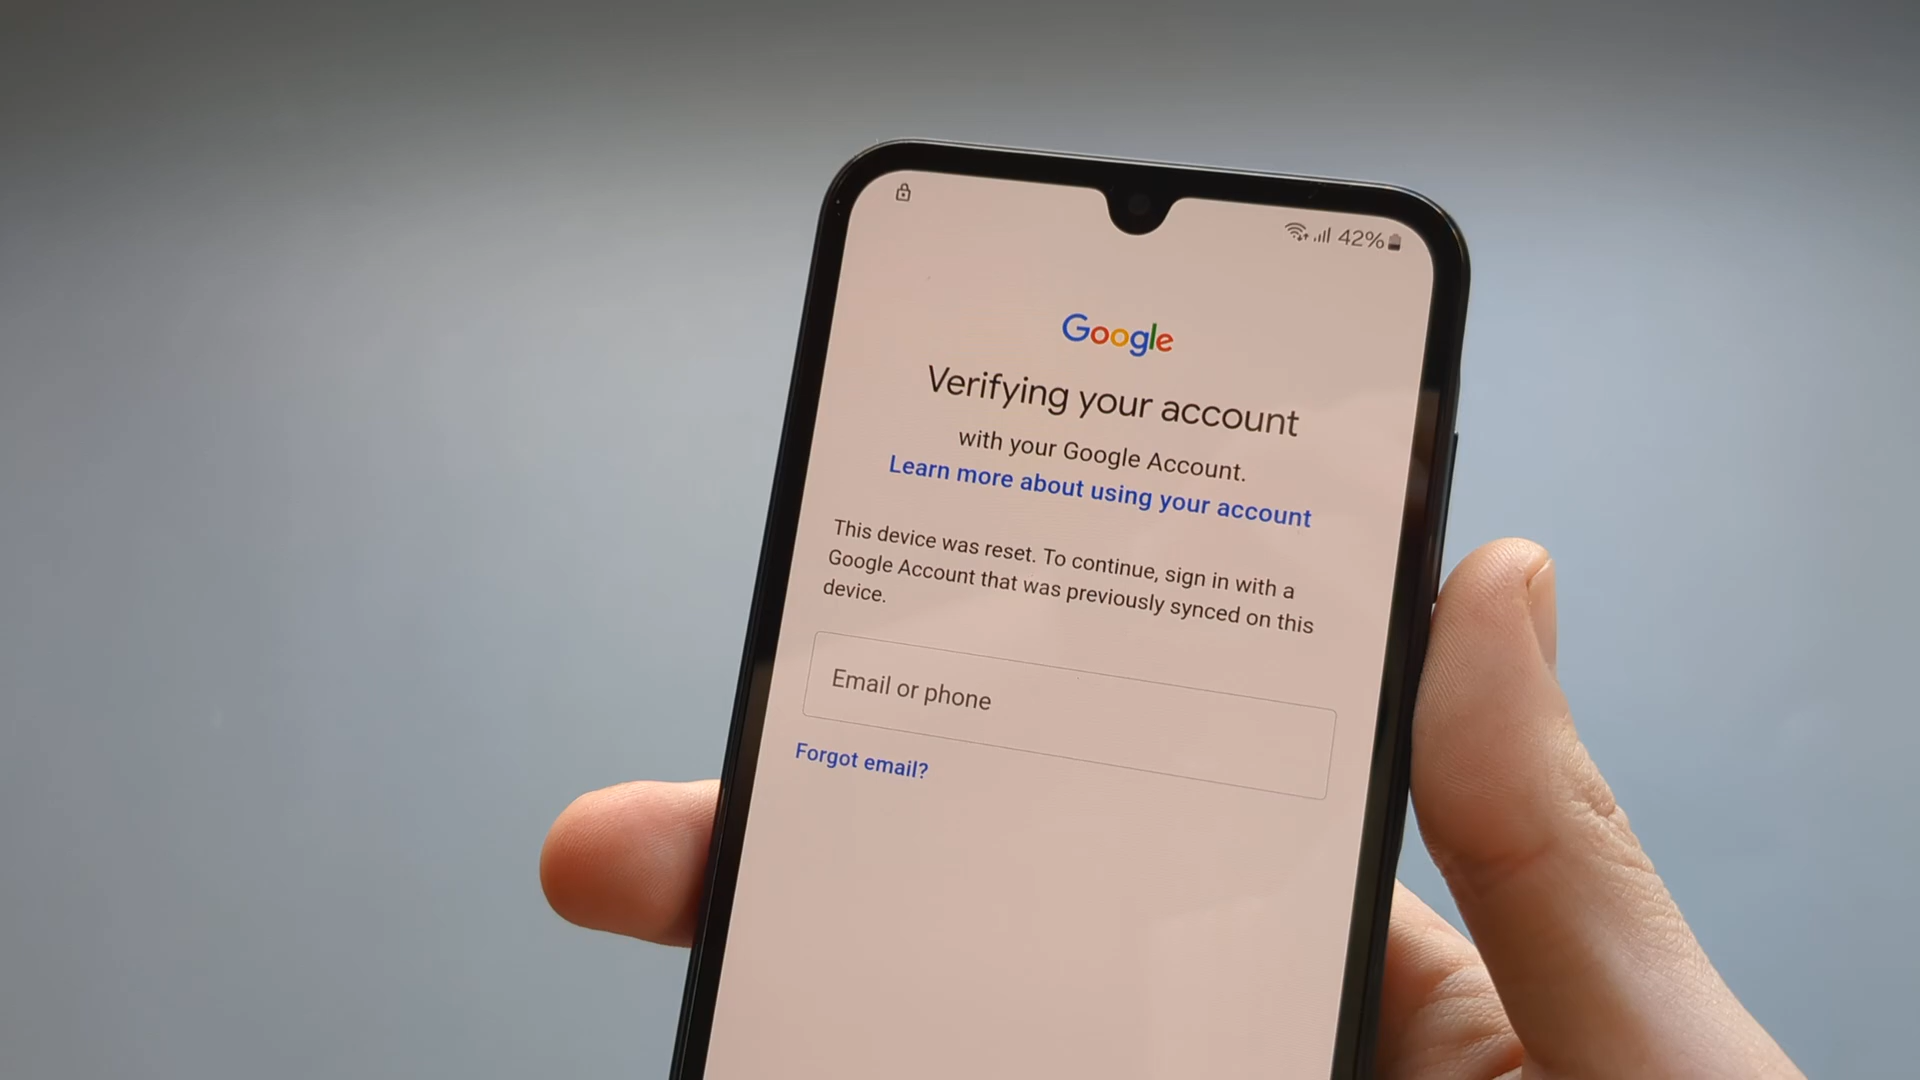 42%
Google
Verifying your account
with your Google Account.
Learn more about using your account
This device was reset. To continue, sign in with a
Google Account that was previously synced on this
device.
Email or phone
Forgot email?